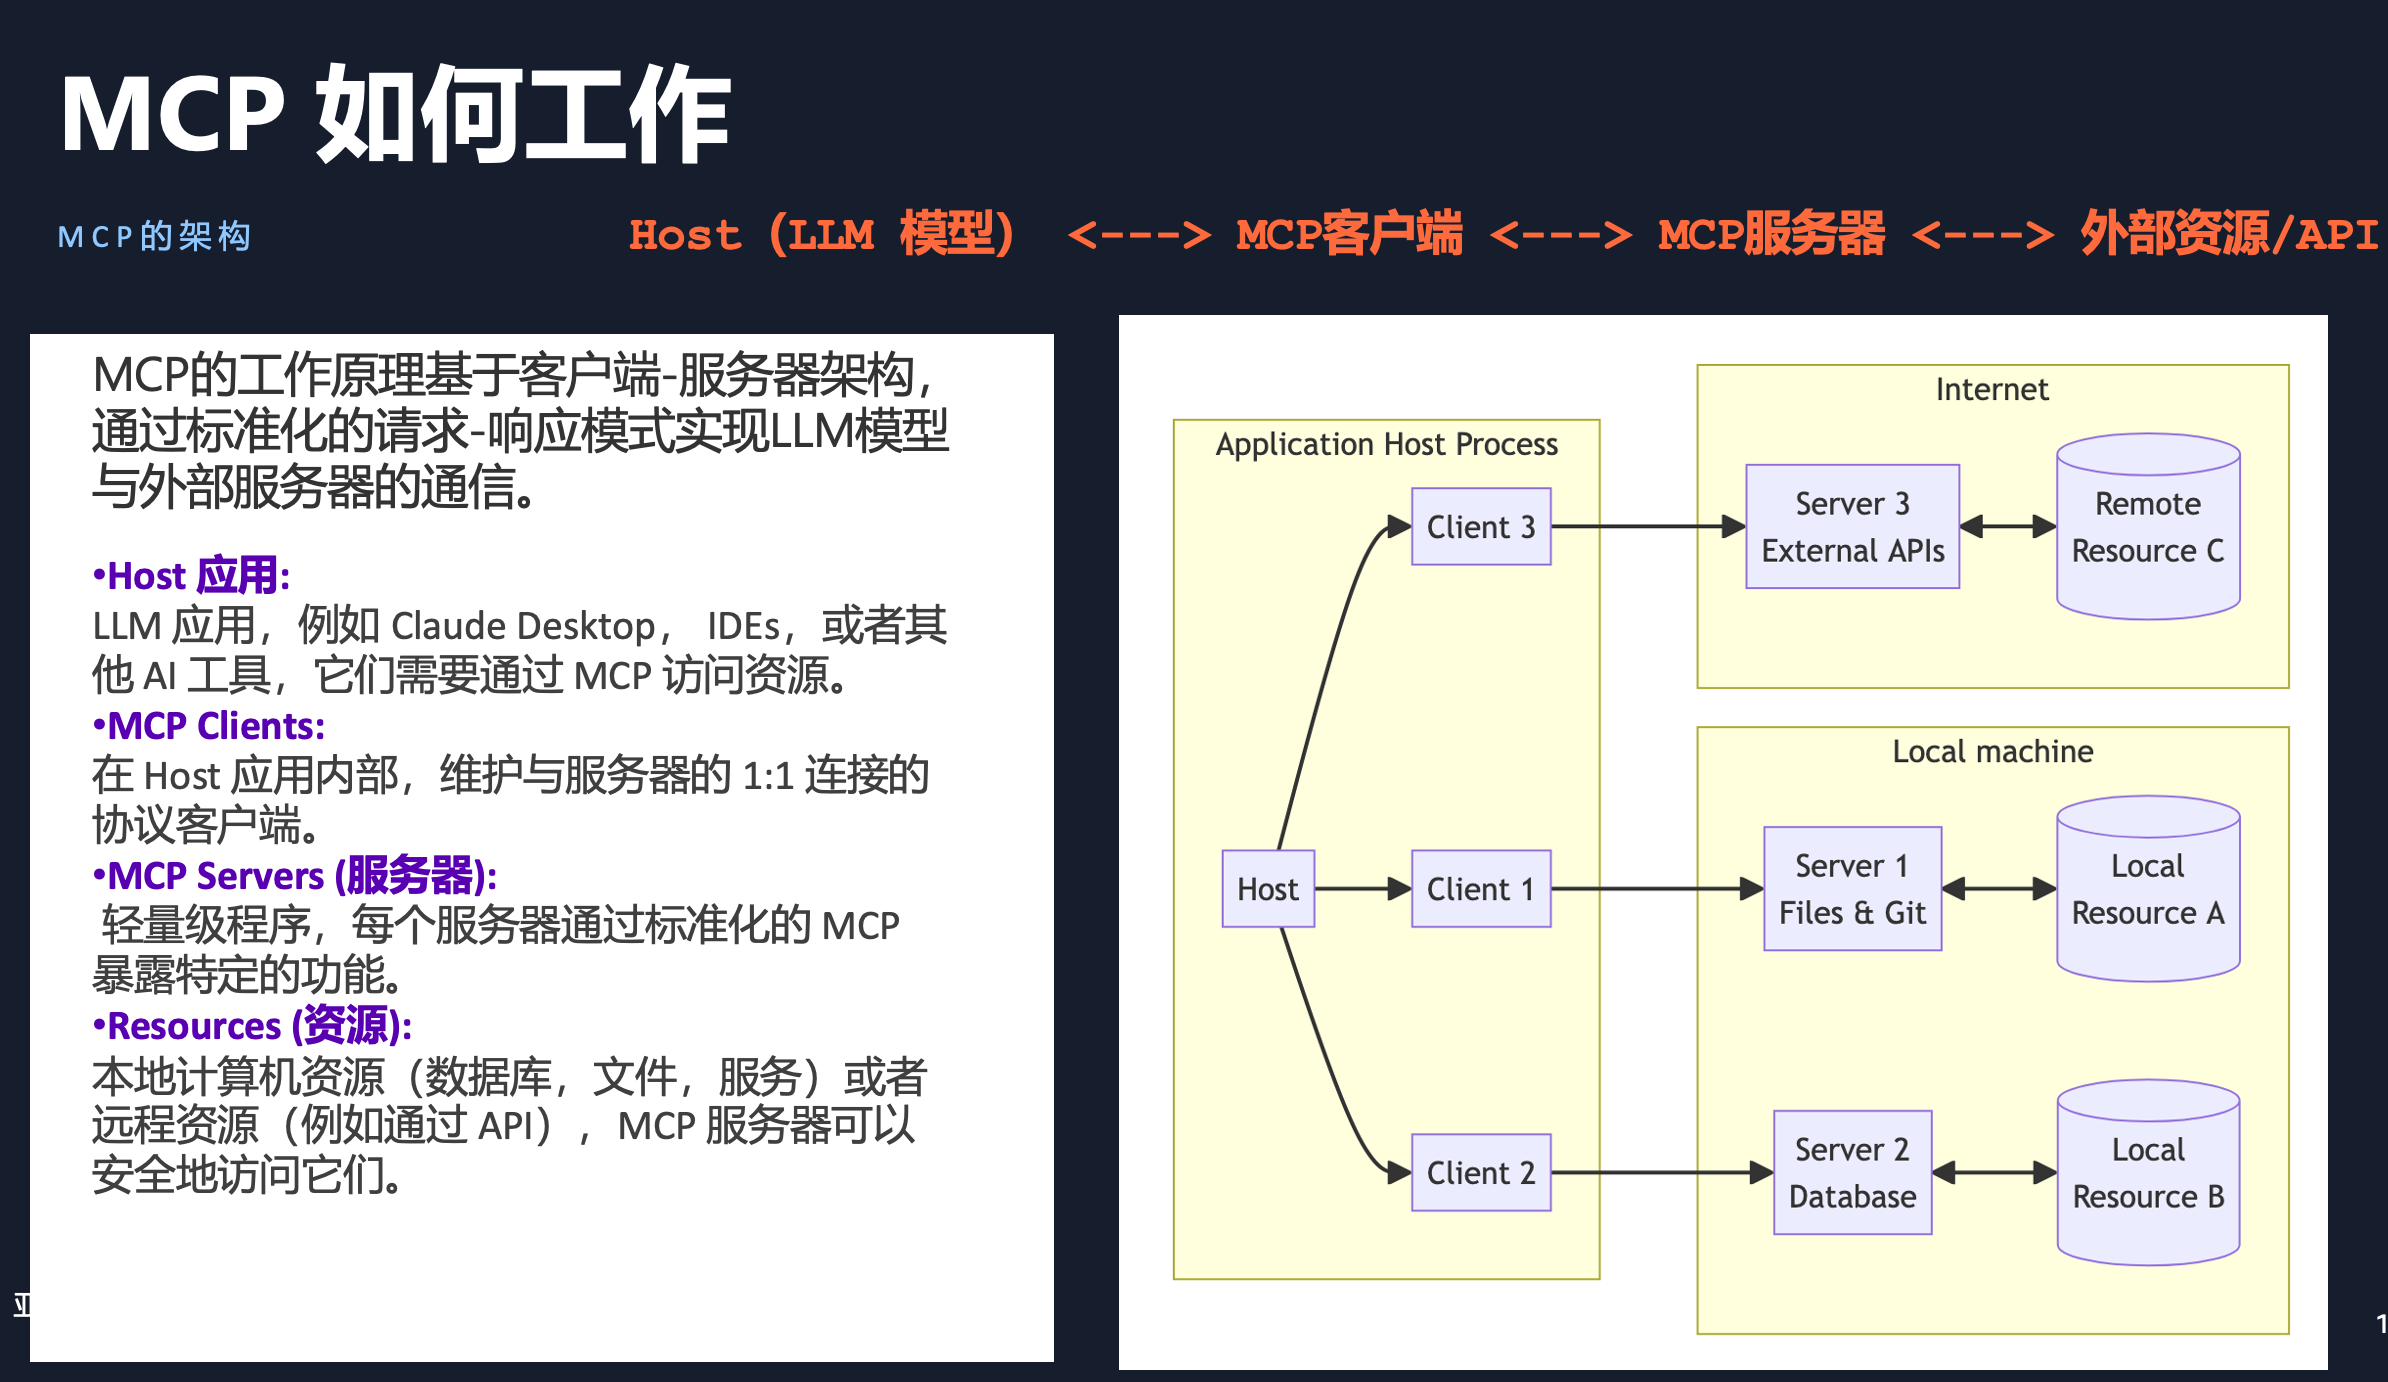 MCP 如何工作
MCP的架构
Host (LLM 模型) <---> MCP客户端 <---> MCP服务器 <---> 外部资源/API
MCP的工作原理基于客户端-服务器架构，
通过标准化的请求-响应模式实现LLM模型
与外部服务器的通信。
•Host 应用:
LLM 应用，例如 Claude Desktop， IDEs，或者其
他 AI 工具，它们需要通过 MCP 访问资源。
•MCP Clients:
在 Host 应用内部，维护与服务器的 1:1 连接的
协议客户端。
•MCP Servers (服务器):
轻量级程序，每个服务器通过标准化的 MCP
暴露特定的功能。
•Resources (资源):
本地计算机资源（数据库，文件，服务）或者
远程资源（例如通过 API），MCP 服务器可以
安全地访问它们。
Application Host Process
Host
Client 3
Client 1
Client 2
Internet
Server 3
External APIs
Remote
Resource C
Local machine
Server 1
Files & Git
Local
Resource A
Server 2
Database
Local
Resource B
1